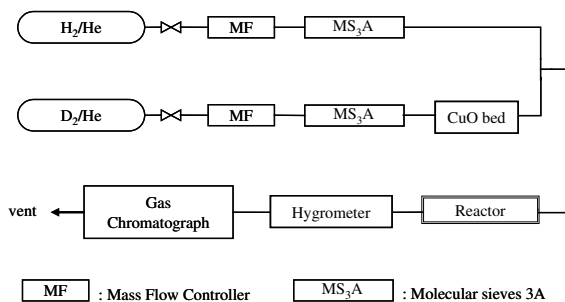 H₂/He
MF
MS₃A
D₂/He
MF
MS₃A
CuO bed
vent
Gas
Chromatograph
Hygrometer
Reactor
MF : Mass Flow Controller
MS₃A : Molecular sieves 3A